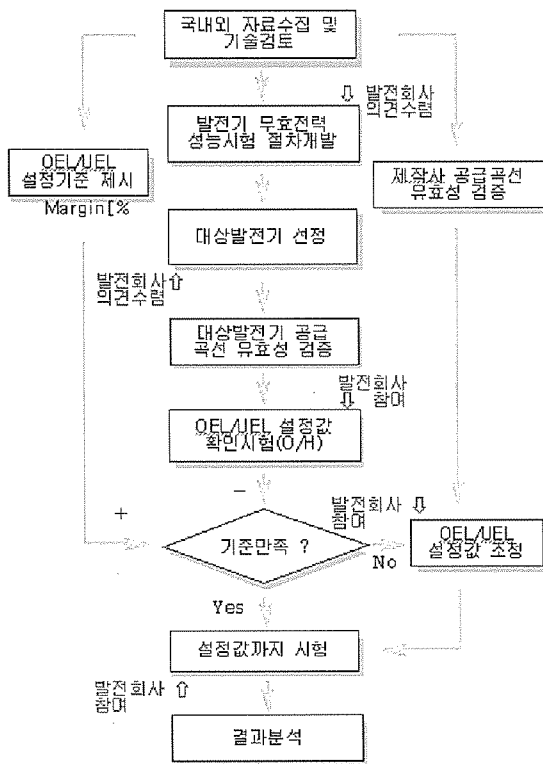 국내외 자료수집 및
기술검토
⇩ 발전회사
의견수렴
발전기 무효전력
성능시험 절차개발
OEL/UEL
설정기준 제시
Margin[%
제작사 공급곡선
유효성 검증
대상발전기 선정
발전회사⇧
의견수렴
대상발전기 공급
곡선 유효성 검증
발전회사
⇩ 참여
OEL/UEL 설정값
확인시험(O/H)
−
+
발전회사 ⇩
참여
기준만족 ?
No
OEL/UEL
설정값 조정
Yes
설정값까지 시험
발전회사 ⇧
참여
결과분석